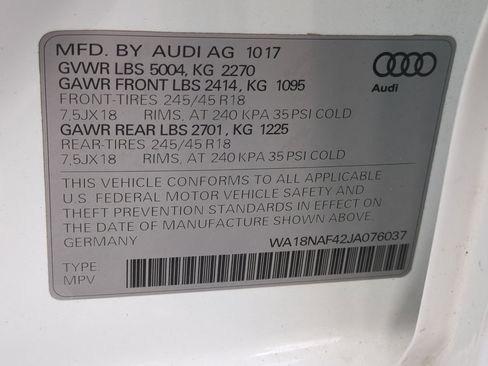 MFD. BY AUDI AG 10 17
GVWR LBS 5004, KG 2270
GAWR FRONT LBS 2414, KG 1095
FRONT-TIRES 245/45 R18
7,5JX18 RIMS, AT 240 KPA 35 PSI COLD
GAWR REAR LBS 2701, KG 1225
REAR-TIRES 245/45 R18
7,5JX18 RIMS, AT 240 KPA 35 PSI COLD
Audi
THIS VEHICLE CONFORMS TO ALL APPLICABLE
U.S. FEDERAL MOTOR VEHICLE SAFETY AND
THEFT PREVENTION STANDARDS IN EFFECT ON
THE DATE OF MANUFACTURE SHOWN ABOVE.
GERMANY WA18NAF42JA076037
TYPE:
MPV